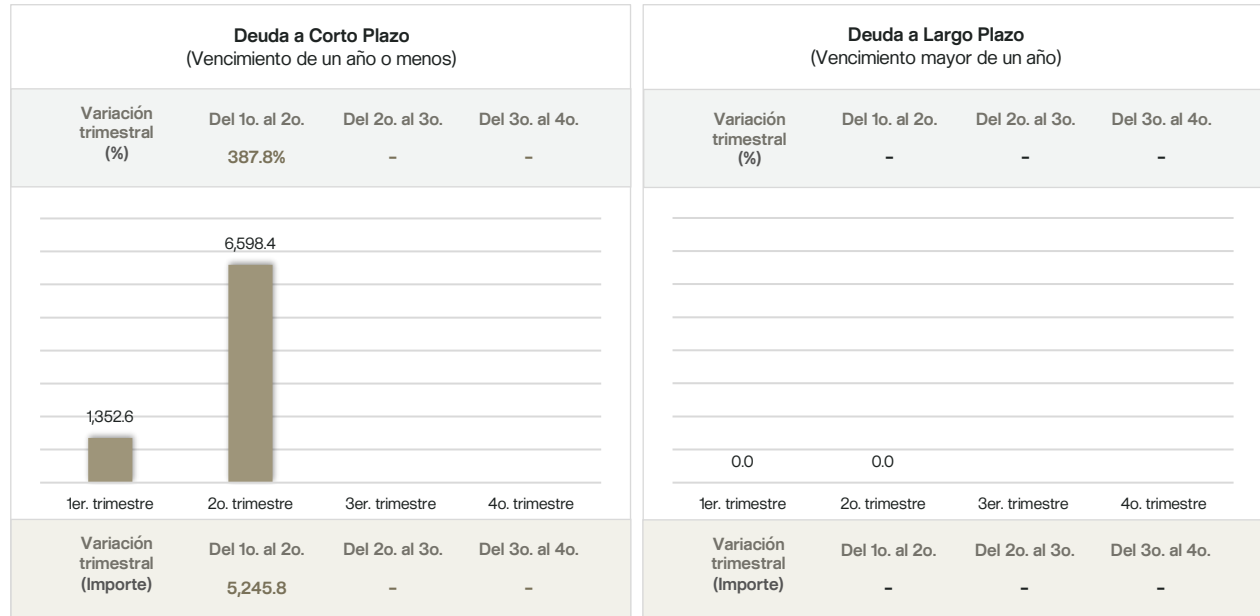 Deuda a Corto Plazo
(Vencimiento de un año o menos)
Variación
trimestral
(%)
Del 1o. al 2o.
Del 2o. al 3o.
Del 3o. al 4o.
387.8%
-
-
6,598.4
1,352.6
1er. trimestre
2o. trimestre
3er. trimestre
4o. trimestre
Variación
trimestral
(Importe)
Del 1o. al 2o.
Del 2o. al 3o.
Del 3o. al 4o.
5,245.8
-
-
Deuda a Largo Plazo
(Vencimiento mayor de un año)
Variación
trimestral
(%)
Del 1o. al 2o.
Del 2o. al 3o.
Del 3o. al 4o.
-
-
-
0.0
0.0
1er. trimestre
2o. trimestre
3er. trimestre
4o. trimestre
Variación
trimestral
(Importe)
Del 1o. al 2o.
Del 2o. al 3o.
Del 3o. al 4o.
-
-
-